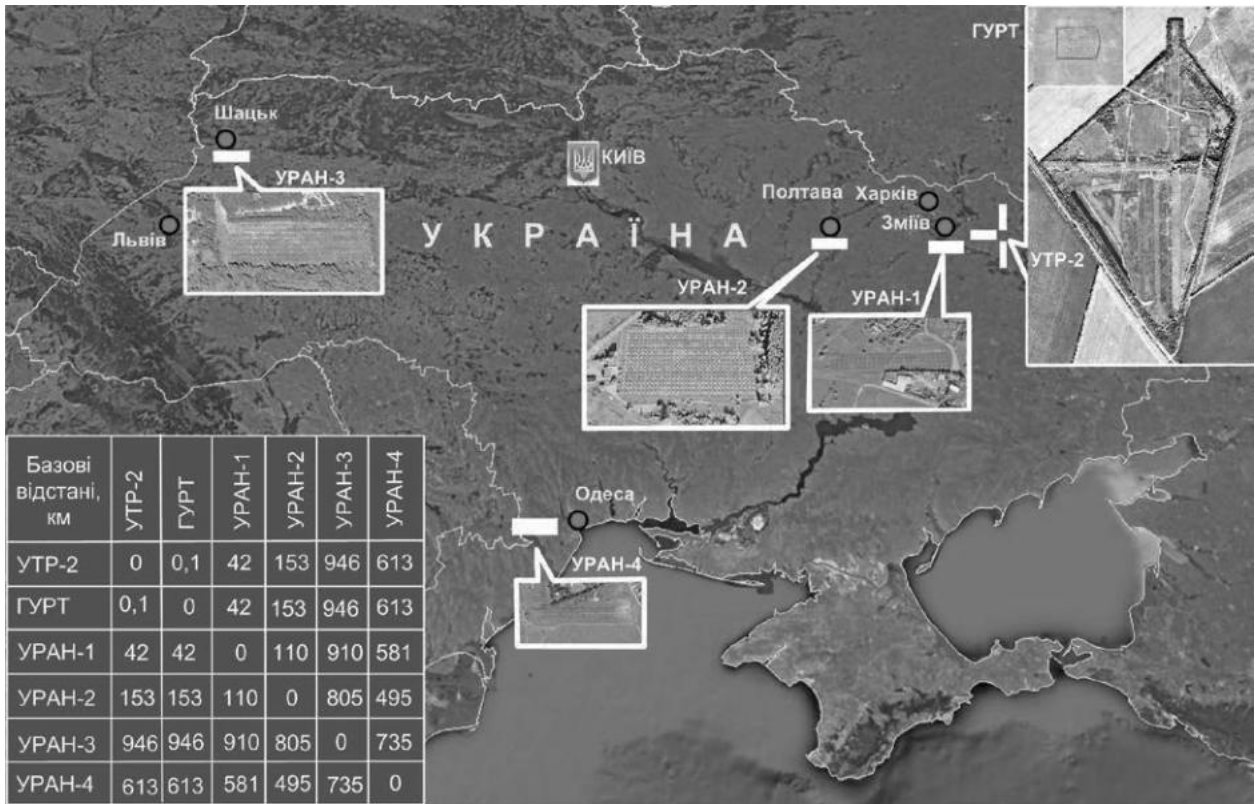 ГУРТ
Шацьк
УРАН-3
КИЇВ
Полтава
Харків
Зміїв
Львів
УКРАЇНА
УТР-2
УРАН-2
УРАН-1
Одеса
УРАН-4
Базові
відстані,
км
УТР-2
ГУРТ
УРАН-1
УРАН-2
УРАН-3
УРАН-4
УТР-2 0 0,1 42 153 946 613
ГУРТ 0,1 0 42 153 946 613
УРАН-1 42 42 0 110 910 581
УРАН-2 153 153 110 0 805 495
УРАН-3 946 946 910 805 0 735
УРАН-4 613 613 581 495 735 0